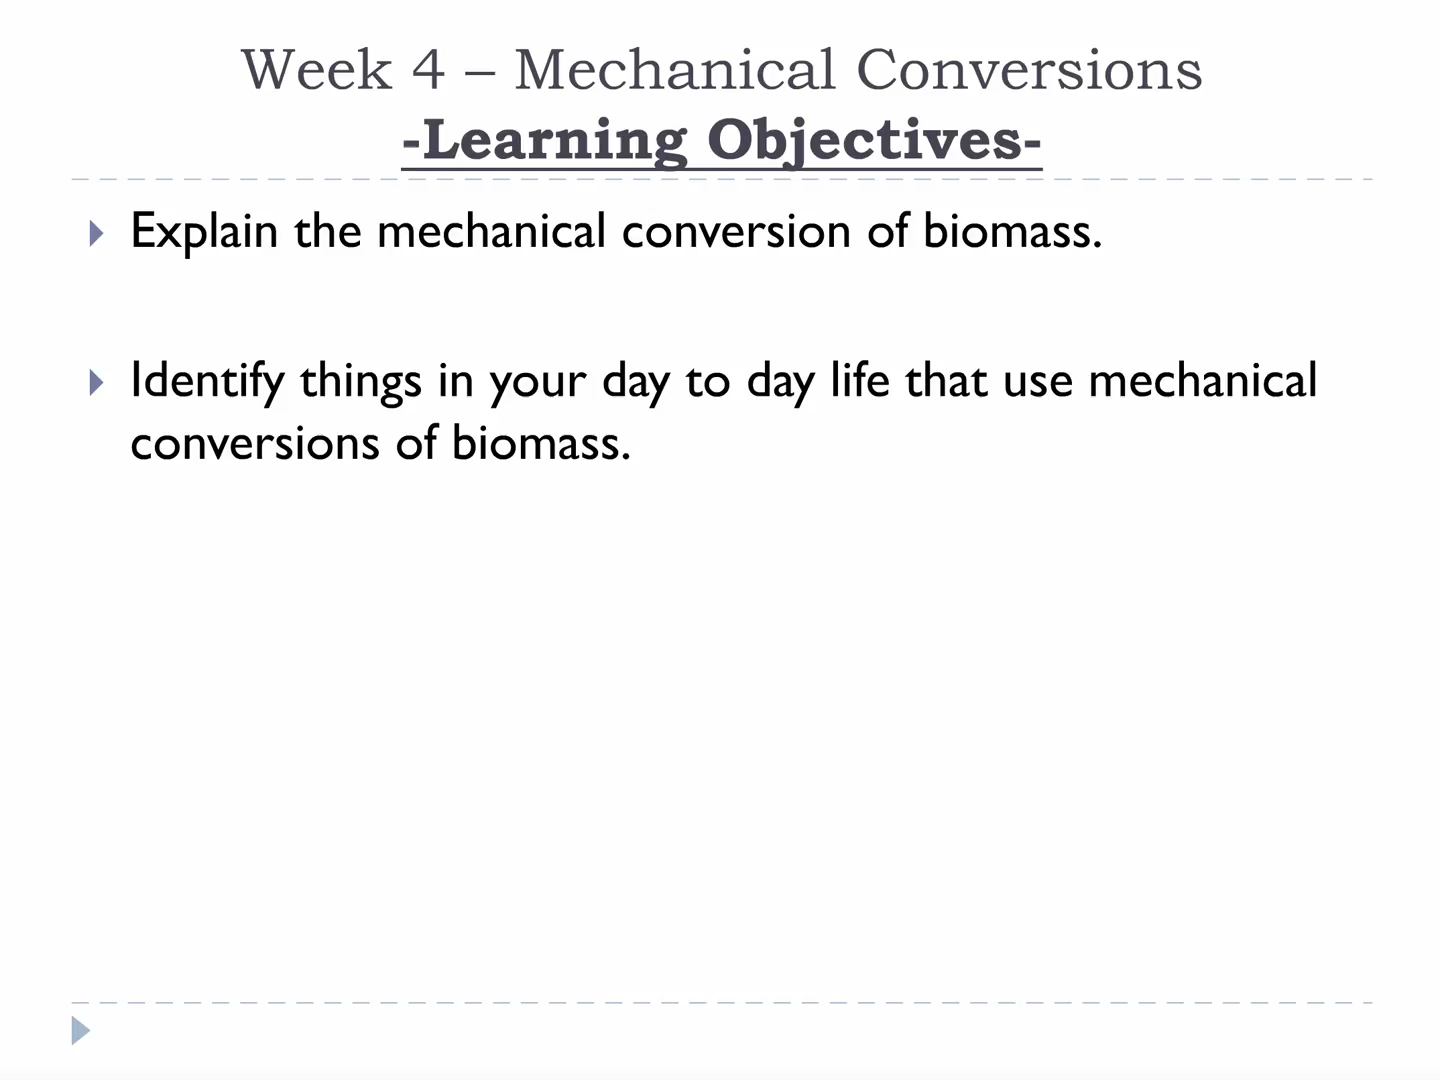 Week 4 – Mechanical Conversions
-Learning Objectives-
Explain the mechanical conversion of biomass.
Identify things in your day to day life that use mechanical
conversions of biomass.